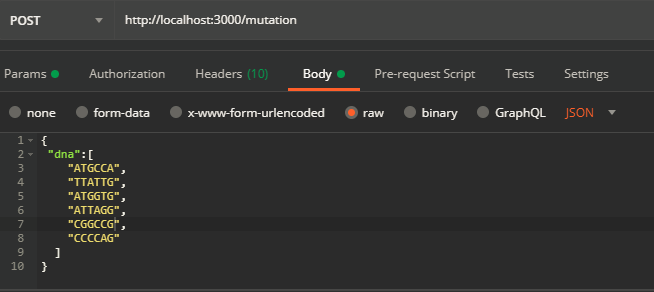 POST http://localhost:3000/mutation
Params Authorization Headers (10) Body Pre-request Script Tests Settings
none form-data x-www-form-urlencoded raw binary GraphQL JSON
1 {
2 "dna":[
3 "ATGCCA",
4 "TTATTG",
5 "ATGGTG",
6 "ATTAGG",
7 "CGGCCG",
8 "CCCCAG"
9 ]
10 }